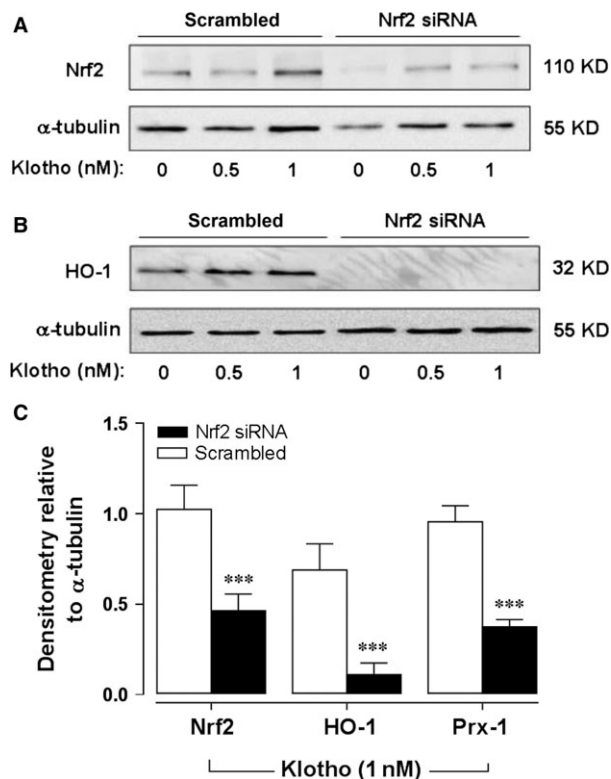 A
Scrambled Nrf2 siRNA
Nrf2 110 KD
α-tubulin 55 KD
Klotho (nM): 0 0.5 1 0 0.5 1
B
Scrambled Nrf2 siRNA
HO-1 32 KD
α-tubulin 55 KD
Klotho (nM): 0 0.5 1 0 0.5 1
C
Densitometry relative
to α-tubulin
1.5
1.0
0.5
0.0
Nrf2 siRNA
Scrambled
*** *** ***
Nrf2 HO-1 Prx-1
Klotho (1 nM)